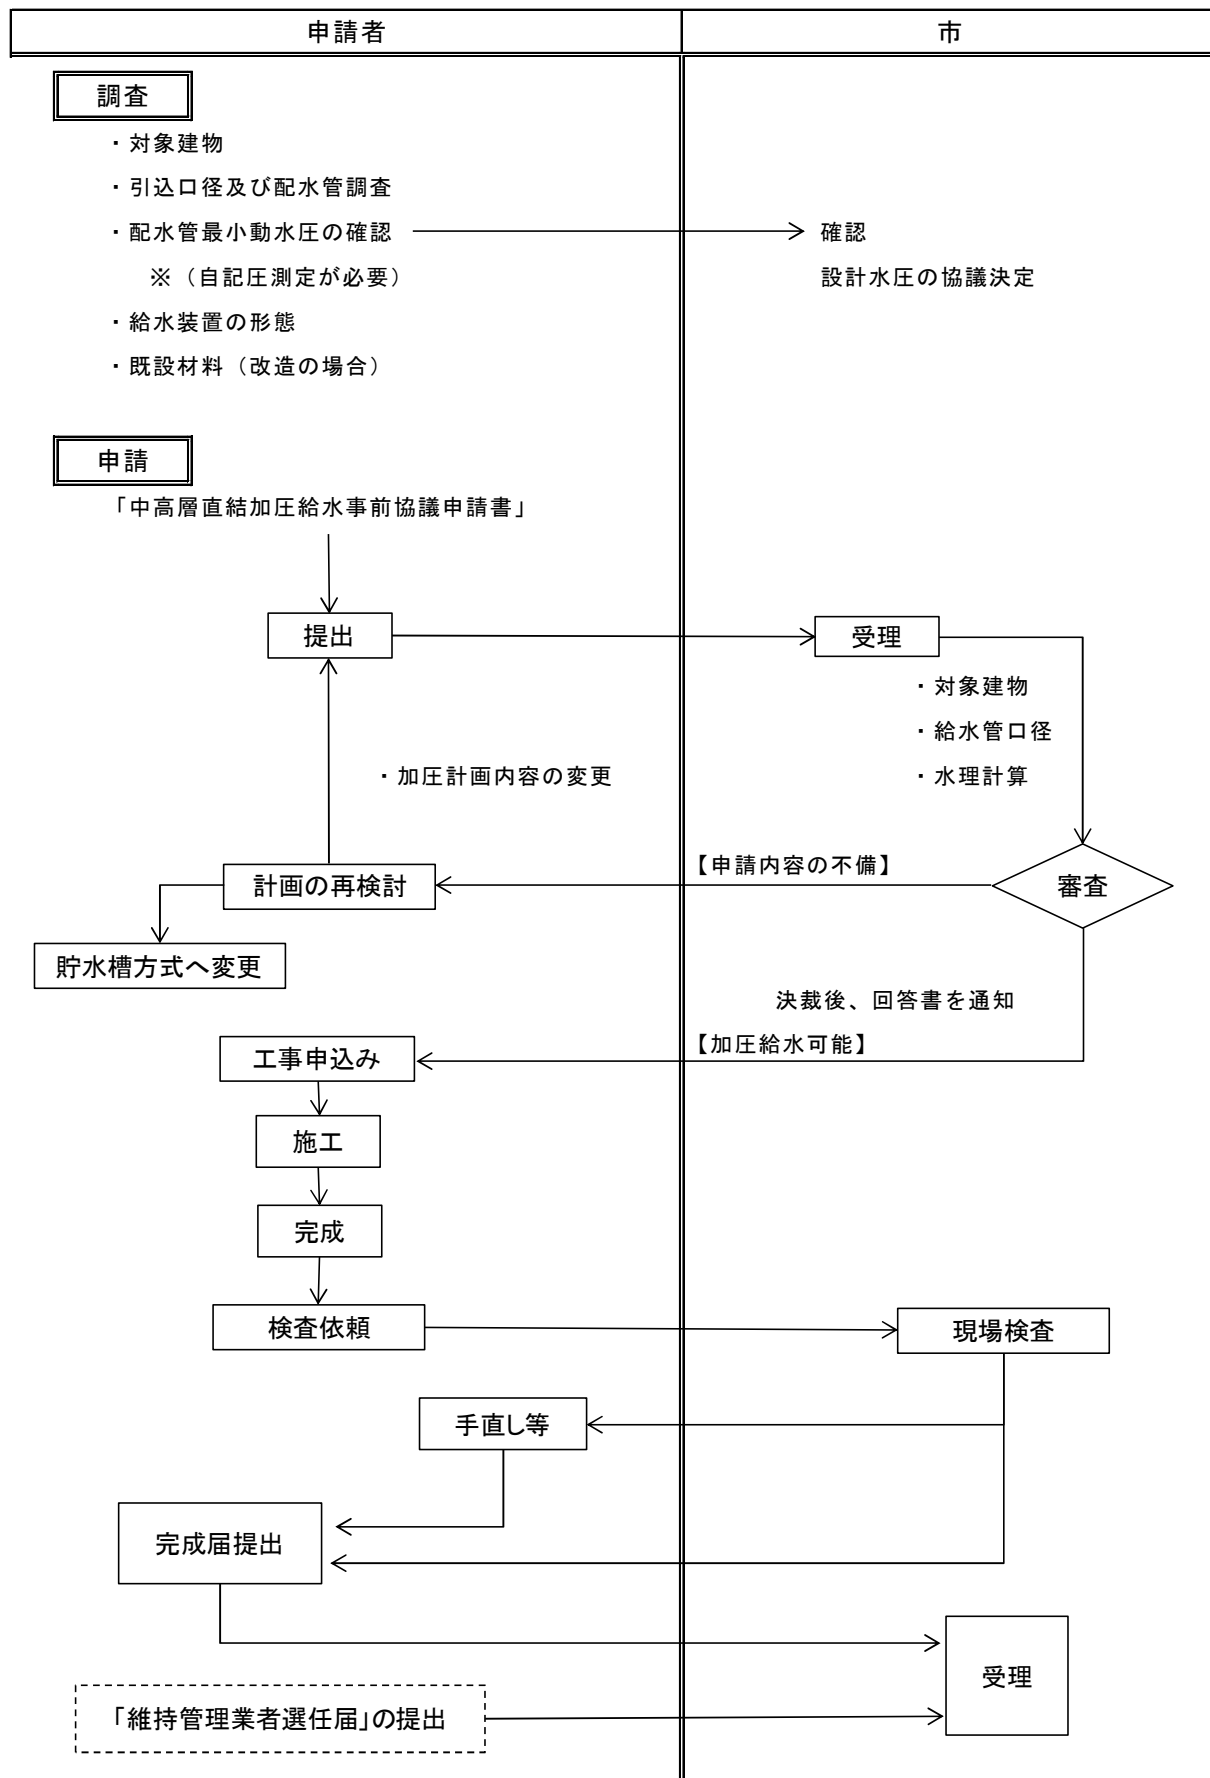 申請者
市
調査
・対象建物
・引込口径及び配水管調査
・配水管最小動水圧の確認
確認
※（自記圧測定が必要）
設計水圧の協議決定
・給水装置の形態
・既設材料（改造の場合）
申請
「中高層直結加圧給水事前協議申請書」
提出
受理
・対象建物
・給水管口径
・水理計算
・加圧計画内容の変更
【申請内容の不備】
審査
計画の再検討
貯水槽方式へ変更
決裁後、回答書を通知
【加圧給水可能】
工事申込み
施工
完成
検査依頼
現場検査
手直し等
完成届提出
受理
「維持管理業者選任届」の提出